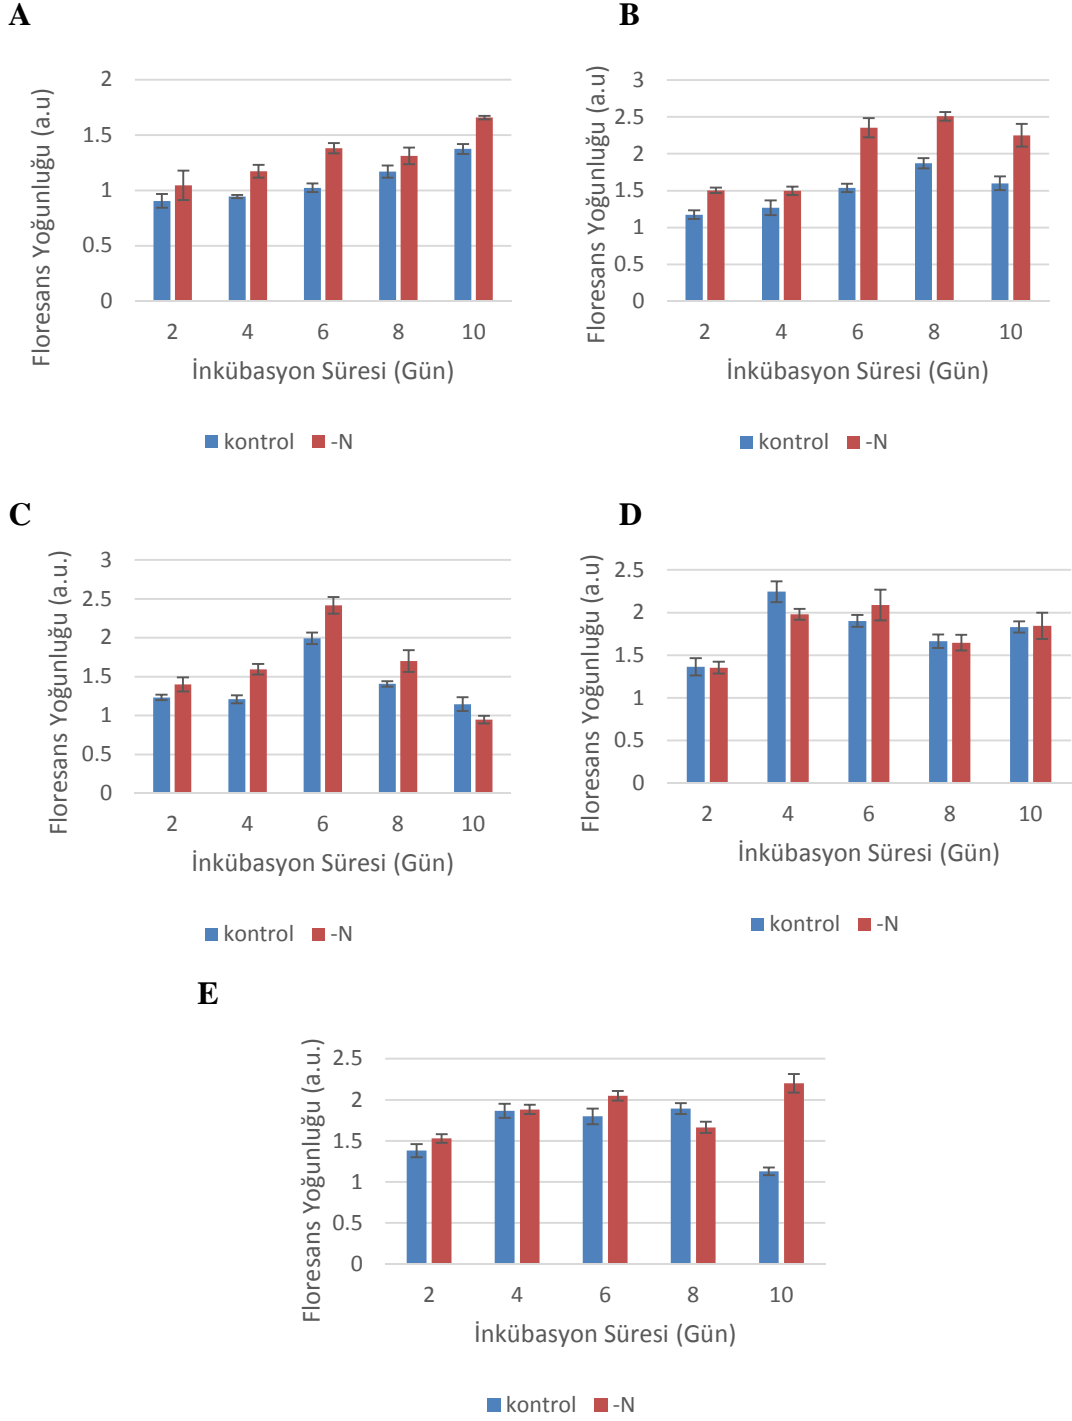 A
Floresans Yoğunluğu (a.u)
2
1.5
1
0.5
0
2 4 6 8 10
İnkübasyon Süresi (Gün)
kontrol -N
B
Floresans Yoğunluğu (a.u.)
3
2.5
2
1.5
1
0.5
0
2 4 6 8 10
İnkübasyon Süresi (Gün)
kontrol -N
C
Floresans Yoğunluğu (a.u.)
3
2.5
2
1.5
1
0.5
0
2 4 6 8 10
İnkübasyon Süresi (Gün)
kontrol -N
D
Floresans Yoğunluğu (a.u)
2.5
2
1.5
1
0.5
0
2 4 6 8 10
İnkübasyon Süresi (Gün)
kontrol -N
E
Floresans Yoğunluğu (a.u.)
2.5
2
1.5
1
0.5
0
2 4 6 8 10
İnkübasyon Süresi (Gün)
kontrol -N